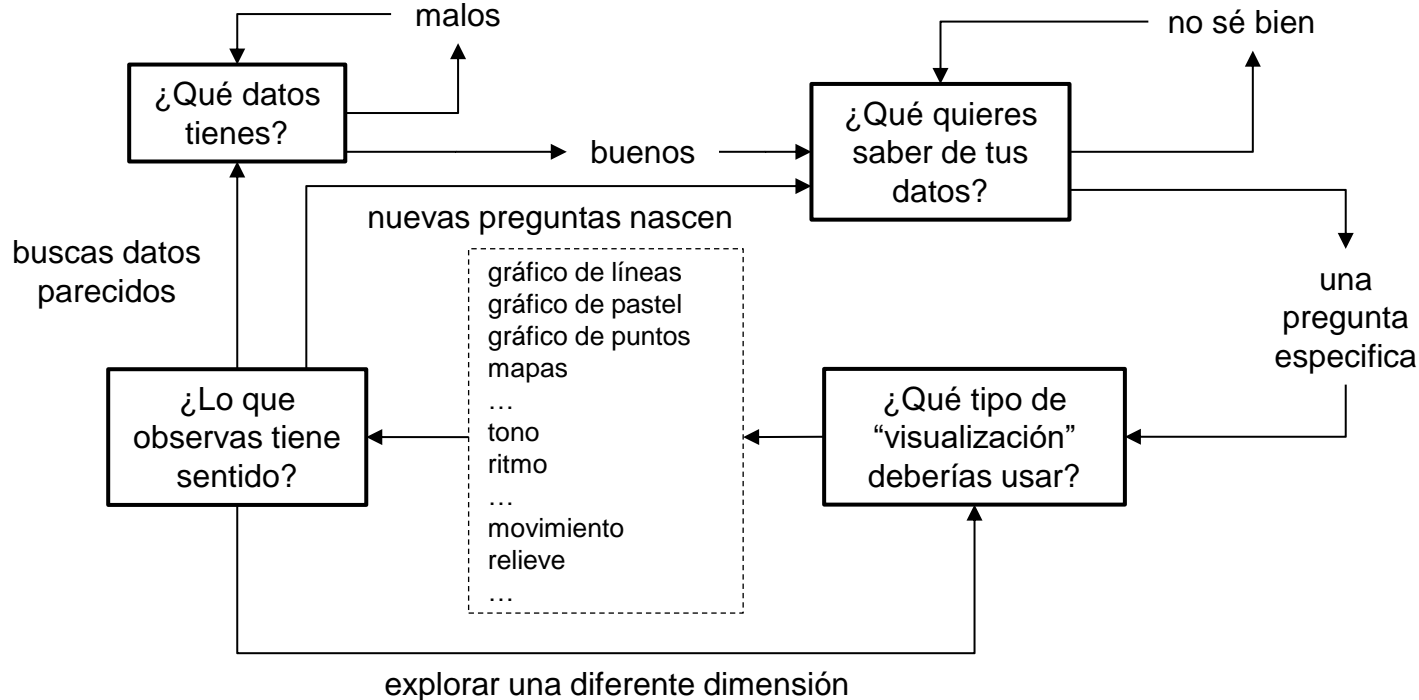 malos
no sé bien
¿Qué datos
tienes?
¿Qué quieres
saber de tus
datos?
buenos
nuevas preguntas nascen
buscas datos
parecidos
gráfico de líneas
gráfico de pastel
gráfico de puntos
mapas
…
tono
ritmo
…
movimiento
relieve
…
una
pregunta
especifica
¿Lo que
observas tiene
sentido?
¿Qué tipo de
“visualización”
deberías usar?
explorar una diferente dimensión